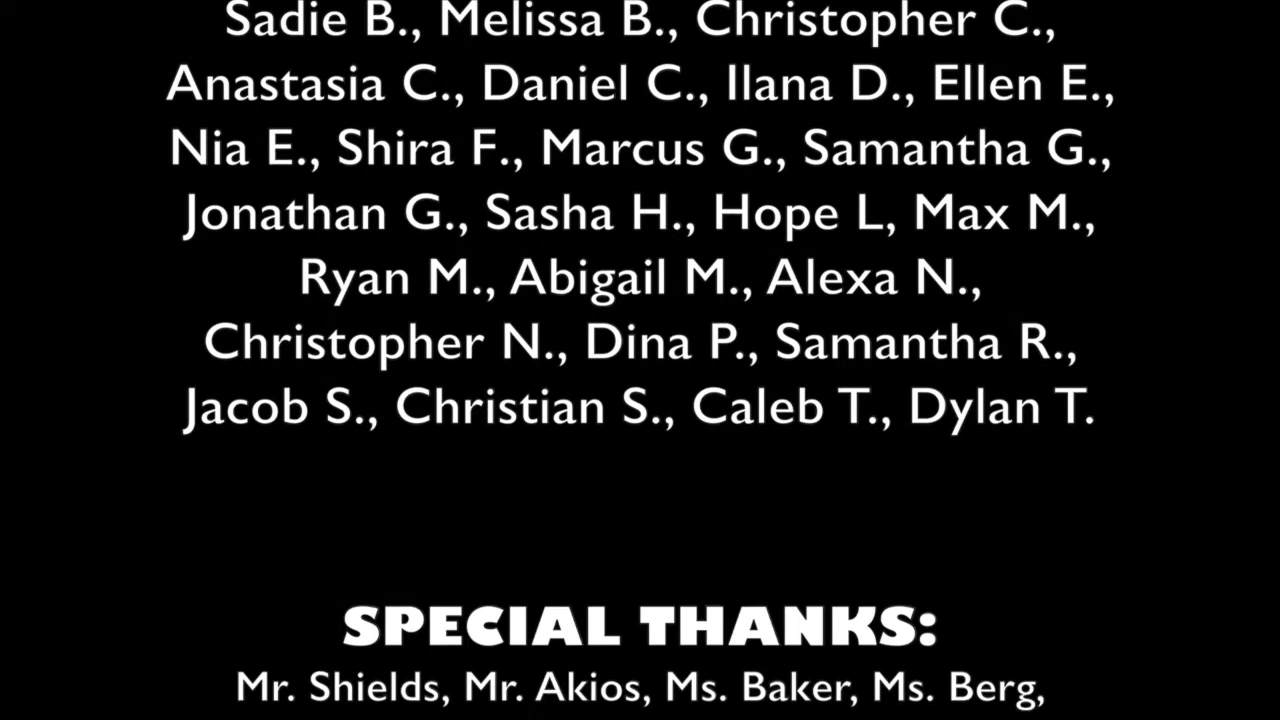 Sadie B., Melissa B., Christopher C.,
Anastasia C., Daniel C., Ilana D., Ellen E.,
Nia E., Shira F., Marcus G., Samantha G.,
Jonathan G., Sasha H., Hope L, Max M.,
Ryan M., Abigail M., Alexa N.,
Christopher N., Dina P., Samantha R.,
Jacob S., Christian S., Caleb T., Dylan T.
SPECIAL THANKS:
Mr. Shields, Mr. Akios, Ms. Baker, Ms. Berg,